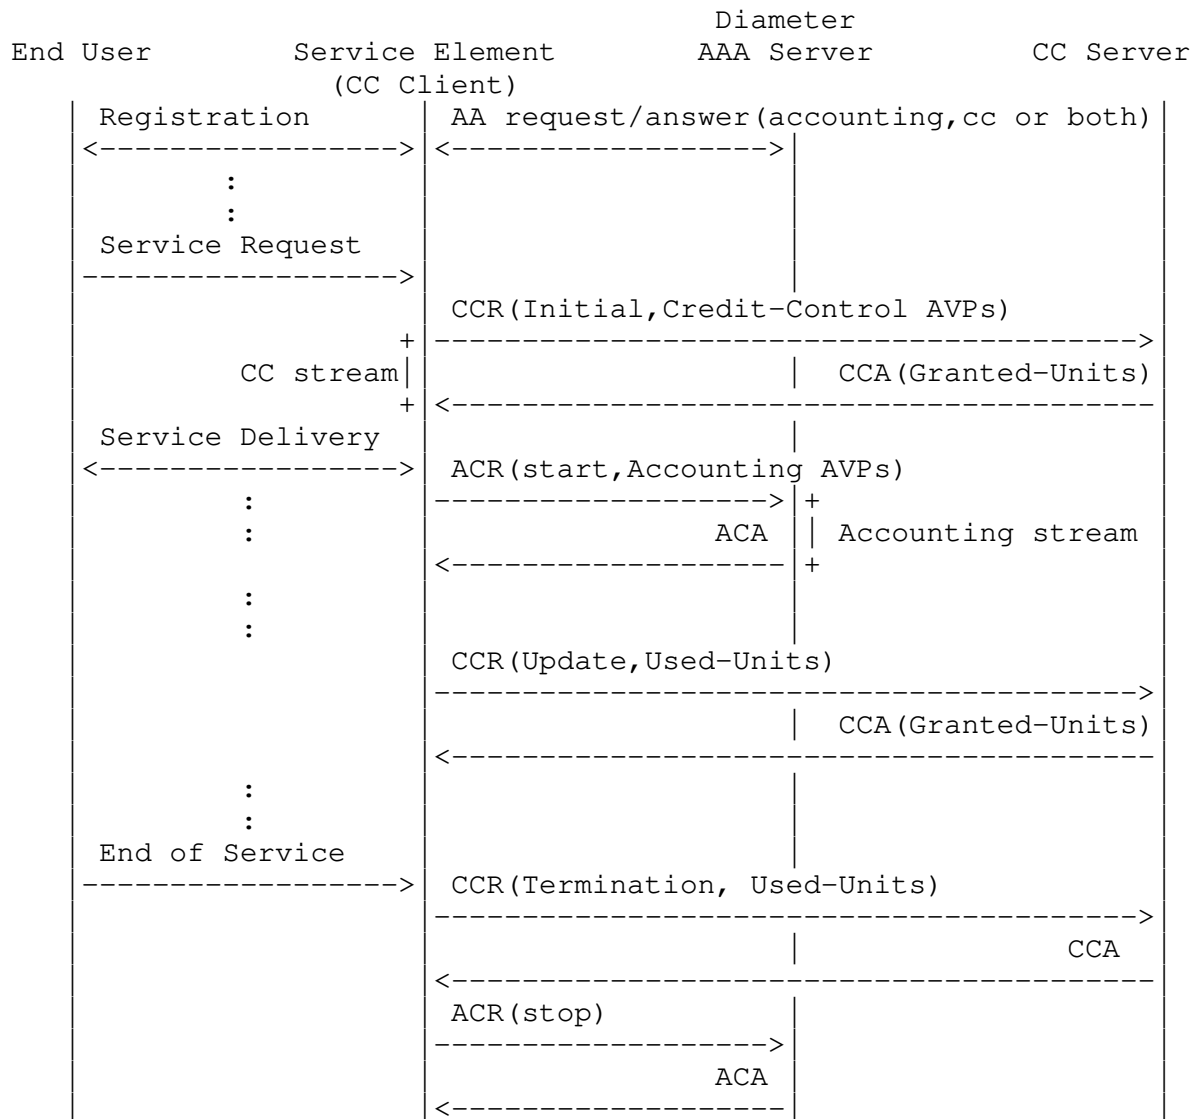 Diameter
End User Service Element AAA Server CC Server
(CC Client)
Registration AA request/answer(accounting,cc or both)
:
:
Service Request
CCR(Initial,Credit-Control AVPs)
CC stream CCA(Granted-Units)
Service Delivery
ACR(start,Accounting AVPs)
:
: ACA Accounting stream
:
:
CCR(Update,Used-Units)
CCA(Granted-Units)
:
:
End of Service
CCR(Termination, Used-Units)
CCA
ACR(stop)
ACA